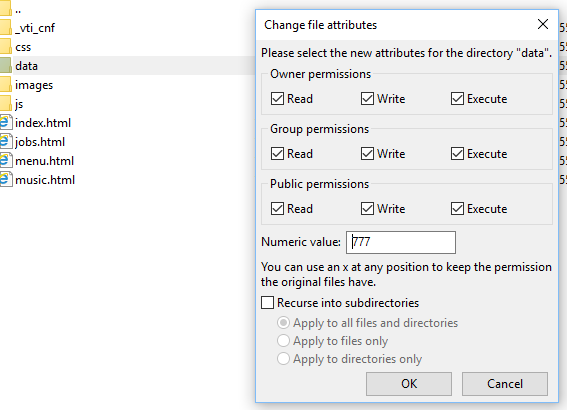 ..
_vti_cnf
css
data
images
js
index.html
jobs.html
menu.html
music.html
Change file attributes
Please select the new attributes for the directory "data".
Owner permissions
Read Write Execute
Group permissions
Read Write Execute
Public permissions
Read Write Execute
Numeric value: 777
You can use an x at any position to keep the permission
the original files have.
Recurse into subdirectories
Apply to all files and directories
Apply to files only
Apply to directories only
OK Cancel